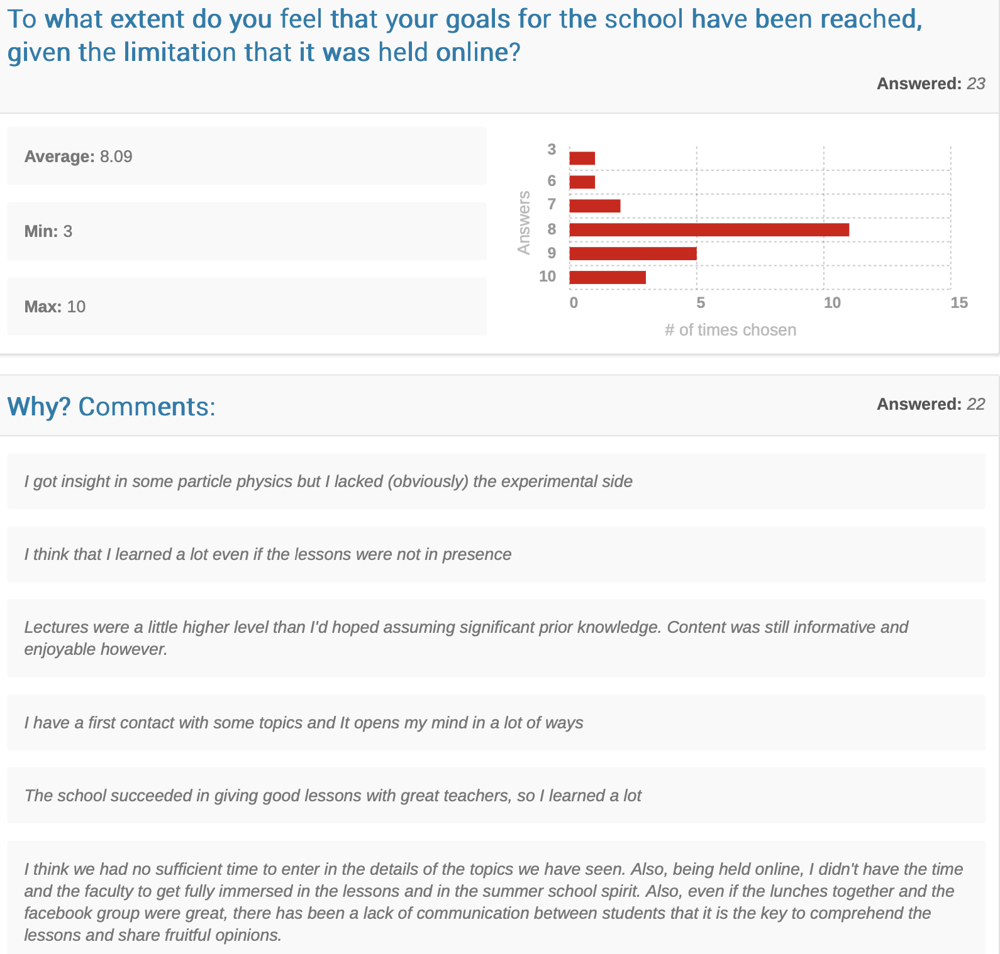 To what extent do you feel that your goals for the school have been reached,
given the limitation that it was held online?
Answered: 23
Average: 8.09
Min: 3
Max: 10
Answers
3
6
7
8
9
10
0 5 10 15
# of times chosen
Why? Comments:
Answered: 22
I got insight in some particle physics but I lacked (obviously) the experimental side
I think that I learned a lot even if the lessons were not in presence
Lectures were a little higher level than I'd hoped assuming significant prior knowledge. Content was still informative and
enjoyable however.
I have a first contact with some topics and It opens my mind in a lot of ways
The school succeeded in giving good lessons with great teachers, so I learned a lot
I think we had no sufficient time to enter in the details of the topics we have seen. Also, being held online, I didn't have the time
and the faculty to get fully immersed in the lessons and in the summer school spirit. Also, even if the lunches together and the
facebook group were great, there has been a lack of communication between students that it is the key to comprehend the
lessons and share fruitful opinions.